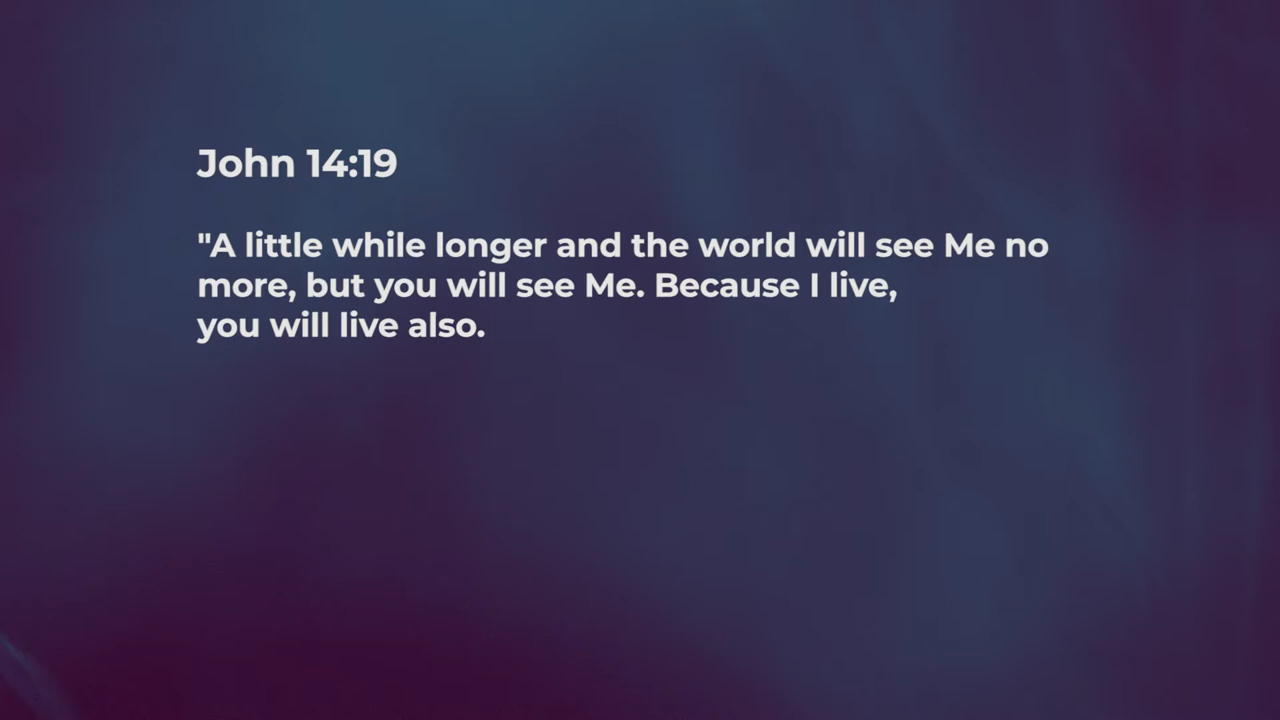 John 14:19
"A little while longer and the world will see Me no
more, but you will see Me. Because I live,
you will live also.